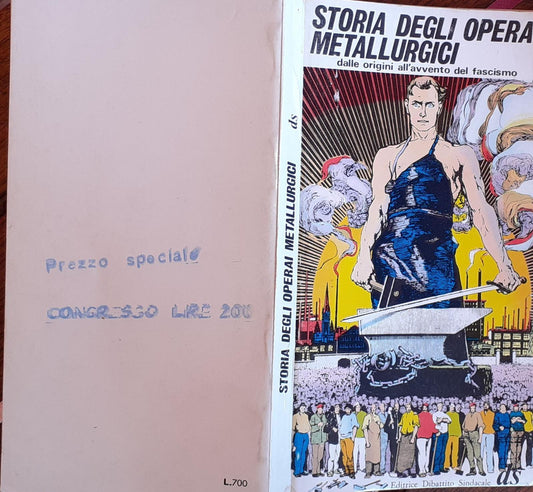 Prezzo speciale
CONGRESSO LIRE 200
L.700
STORIA DEGLI OPERAI METALLURGICI
ds
STORIA DEGLI OPERAI
METALLURGICI
dalle origini all'avvento del fascismo
ds
Editrice Dibattito Sindacale